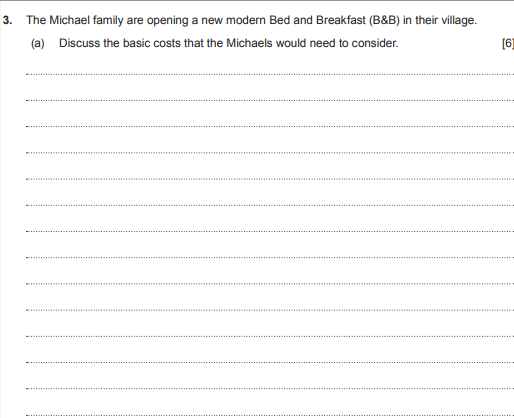 3. The Michael family are opening a new modern Bed and Breakfast (B&B) in their village.
(a) Discuss the basic costs that the Michaels would need to consider. [6]